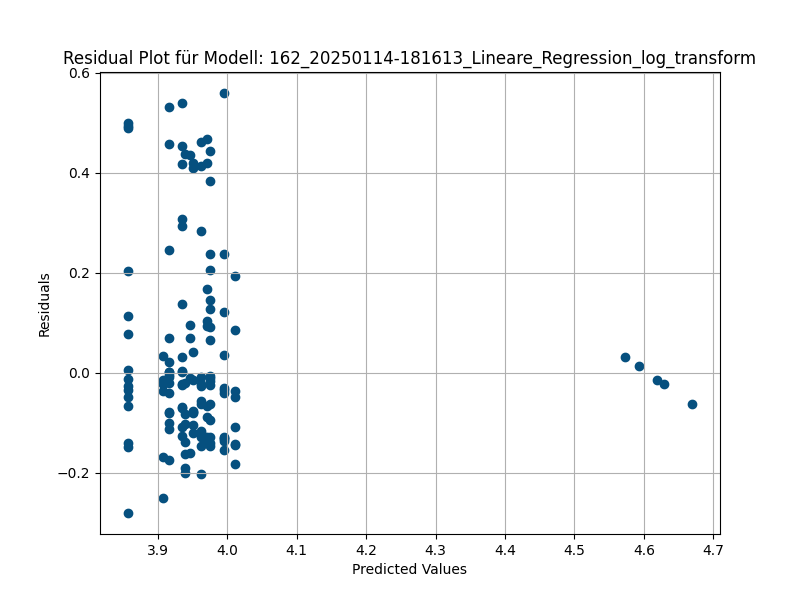 Residual Plot für Modell: 162_20250114-181613_Lineare_Regression_log_transform
0.6
0.4
0.2
0.0
−0.2
Residuals
3.9 4.0 4.1 4.2 4.3 4.4 4.5 4.6 4.7
Predicted Values